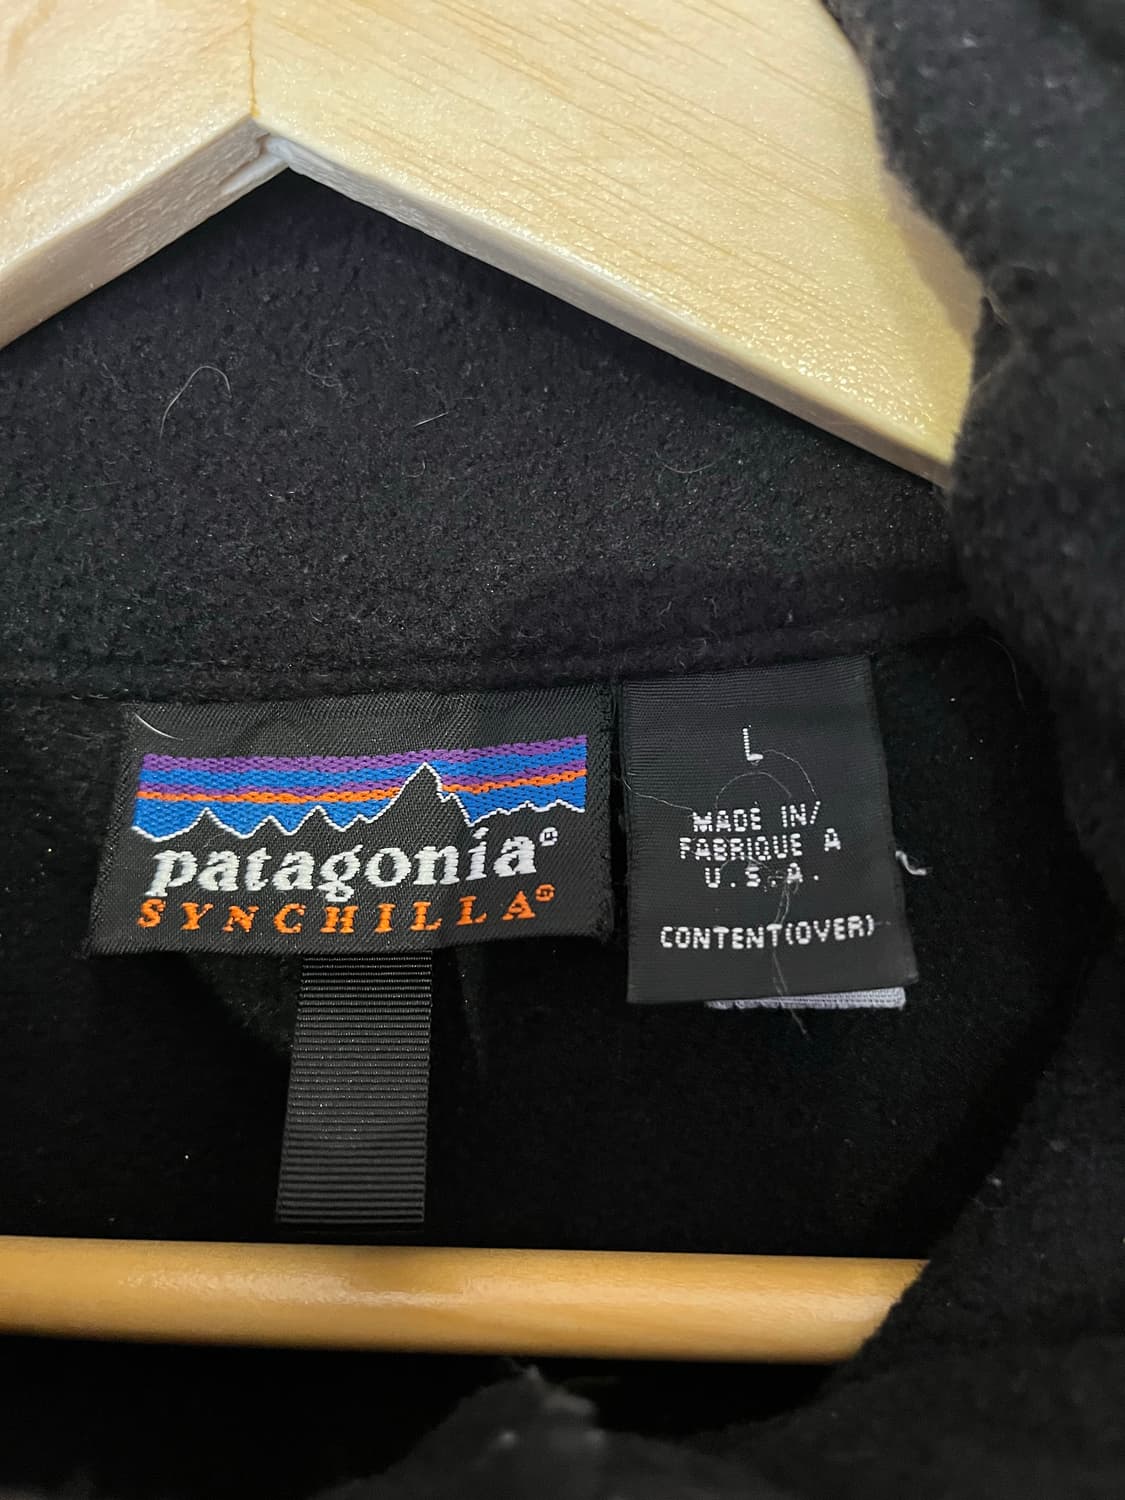 patagonia®
SYNCHILLA®
L
MADE IN/
FABRIQUE A
U.S.A.
CONTENT(OVER)